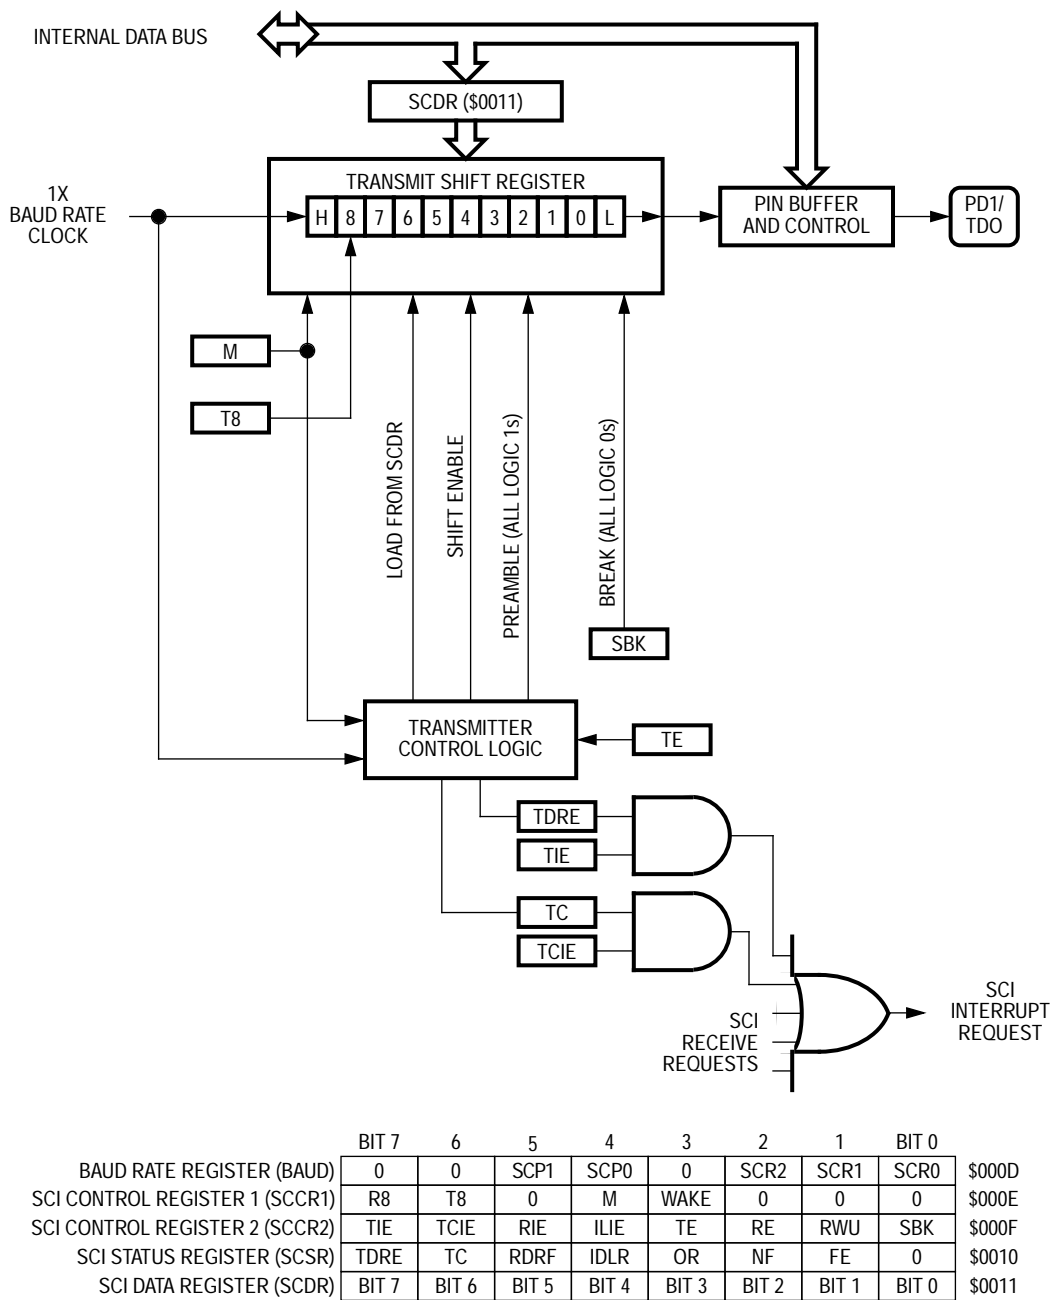 INTERNAL DATA BUS
SCDR ($0011)
TRANSMIT SHIFT REGISTER
H 8 7 6 5 4 3 2 1 0 L
1X
BAUD RATE
CLOCK
PIN BUFFER
AND CONTROL
PD1/
TDO
M
T8
LOAD FROM SCDR
SHIFT ENABLE
PREAMBLE (ALL LOGIC 1s)
BREAK (ALL LOGIC 0s)
SBK
TRANSMITTER
CONTROL LOGIC
TE
TDRE
TIE
TC
TCIE
SCI
RECEIVE
REQUESTS
SCI
INTERRUPT
REQUEST
BIT 7 6 5 4 3 2 1 BIT 0
BAUD RATE REGISTER (BAUD) 0 0 SCP1 SCP0 0 SCR2 SCR1 SCR0 $000D
SCI CONTROL REGISTER 1 (SCCR1) R8 T8 0 M WAKE 0 0 0 $000E
SCI CONTROL REGISTER 2 (SCCR2) TIE TCIE RIE ILIE TE RE RWU SBK $000F
SCI STATUS REGISTER (SCSR) TDRE TC RDRF IDLR OR NF FE 0 $0010
SCI DATA REGISTER (SCDR) BIT 7 BIT 6 BIT 5 BIT 4 BIT 3 BIT 2 BIT 1 BIT 0 $0011